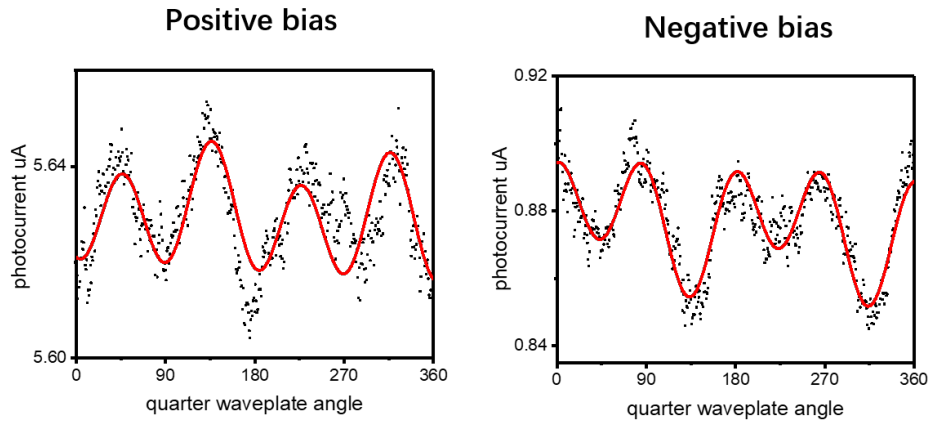 Positive bias
5.64
5.60
photocurrent uA
0
90
180
270
360
quarter waveplate angle
Negative bias
0.92
0.88
0.84
photocurrent uA
0
90
180
270
360
quarter waveplate angle